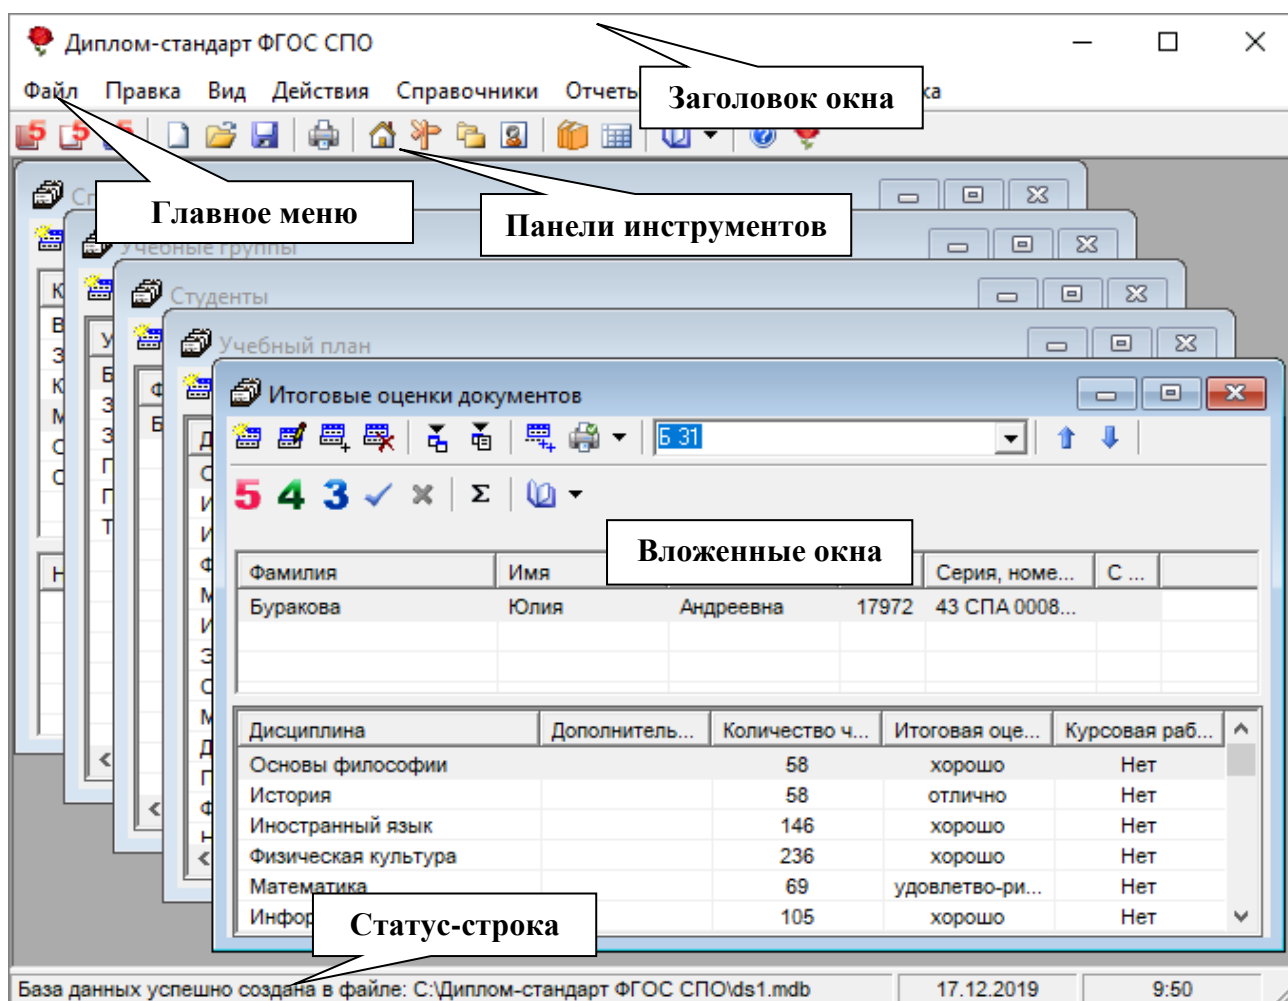 Диплом-стандарт ФГОС СПО
Файл Правка Вид Действия Справочники Отчеты
Заголовок окна
Главное меню
Панели инструментов
Учебные группы
Студенты
Учебный план
Итоговые оценки документов
Б 31
5 4 3 Σ
Вложенные окна
Фамилия Имя Серия, номе... С ...
Буракова Юлия Андреевна 17972 43 СПА 0008...
Дисциплина Дополнитель... Количество ч... Итоговая оце... Курсовая раб...
Основы философии 58 хорошо Нет
История 58 отлично Нет
Иностранный язык 146 хорошо Нет
Физическая культура 236 хорошо Нет
Математика 69 удовлетво-ри... Нет
Инфор 105 хорошо Нет
Статус-строка
База данных успешно создана в файле: C:\Диплом-стандарт ФГОС СПО\ds1.mdb 17.12.2019 9:50